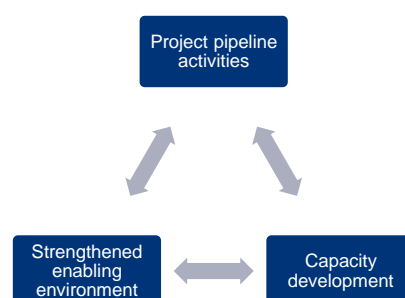 Project pipeline
activities
Strengthened
enabling
environment
Capacity
development